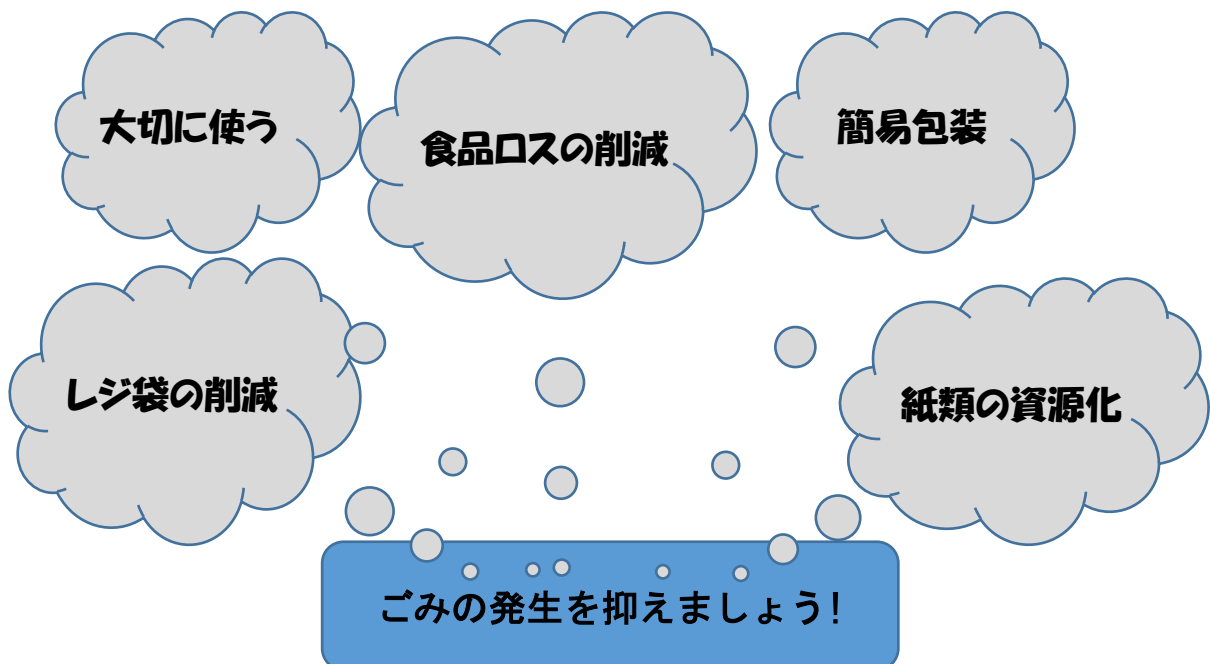 大切に使う
食品ロスの削減
簡易包装
レジ袋の削減
紙類の資源化
ごみの発生を抑えましょう!